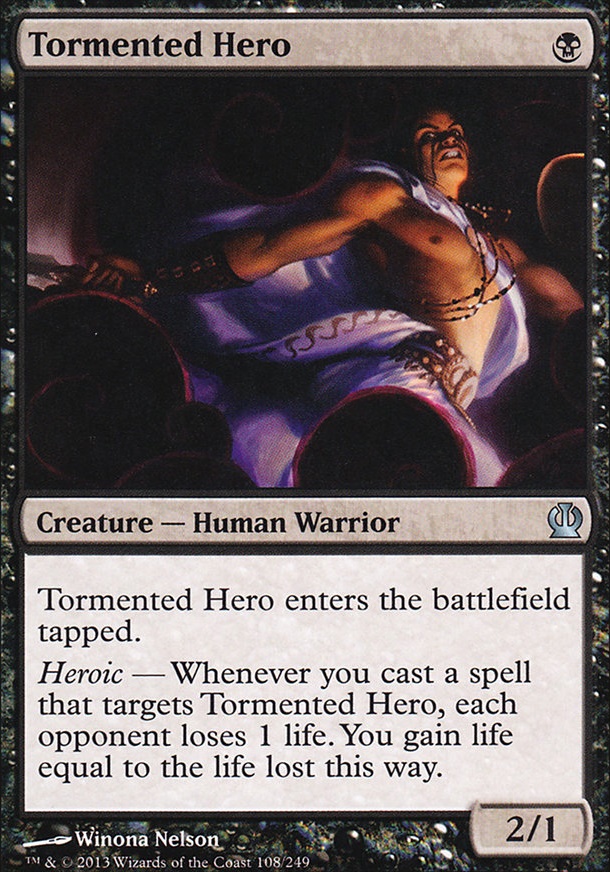 Tormented Hero
Creature — Human Warrior
Tormented Hero enters the battlefield
tapped.
Heroic — Whenever you cast a spell
that targets Tormented Hero, each
opponent loses 1 life. You gain life
equal to the life lost this way.
2/1
Winona Nelson
™ & © 2013 Wizards of the Coast 108/249